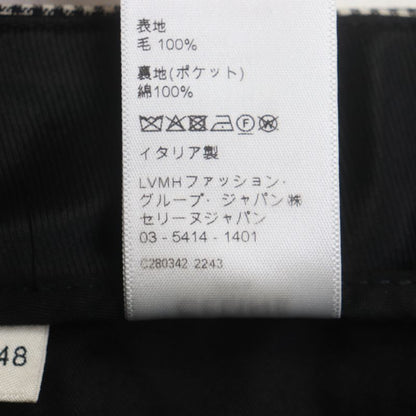 表地
毛 100%
裏地(ポケット)
綿100%
イタリア製
LVMHファッション·
グループ· ジャパン ㈱
セリーヌジャパン
03 - 5414 - 1401
C280342 2243
48